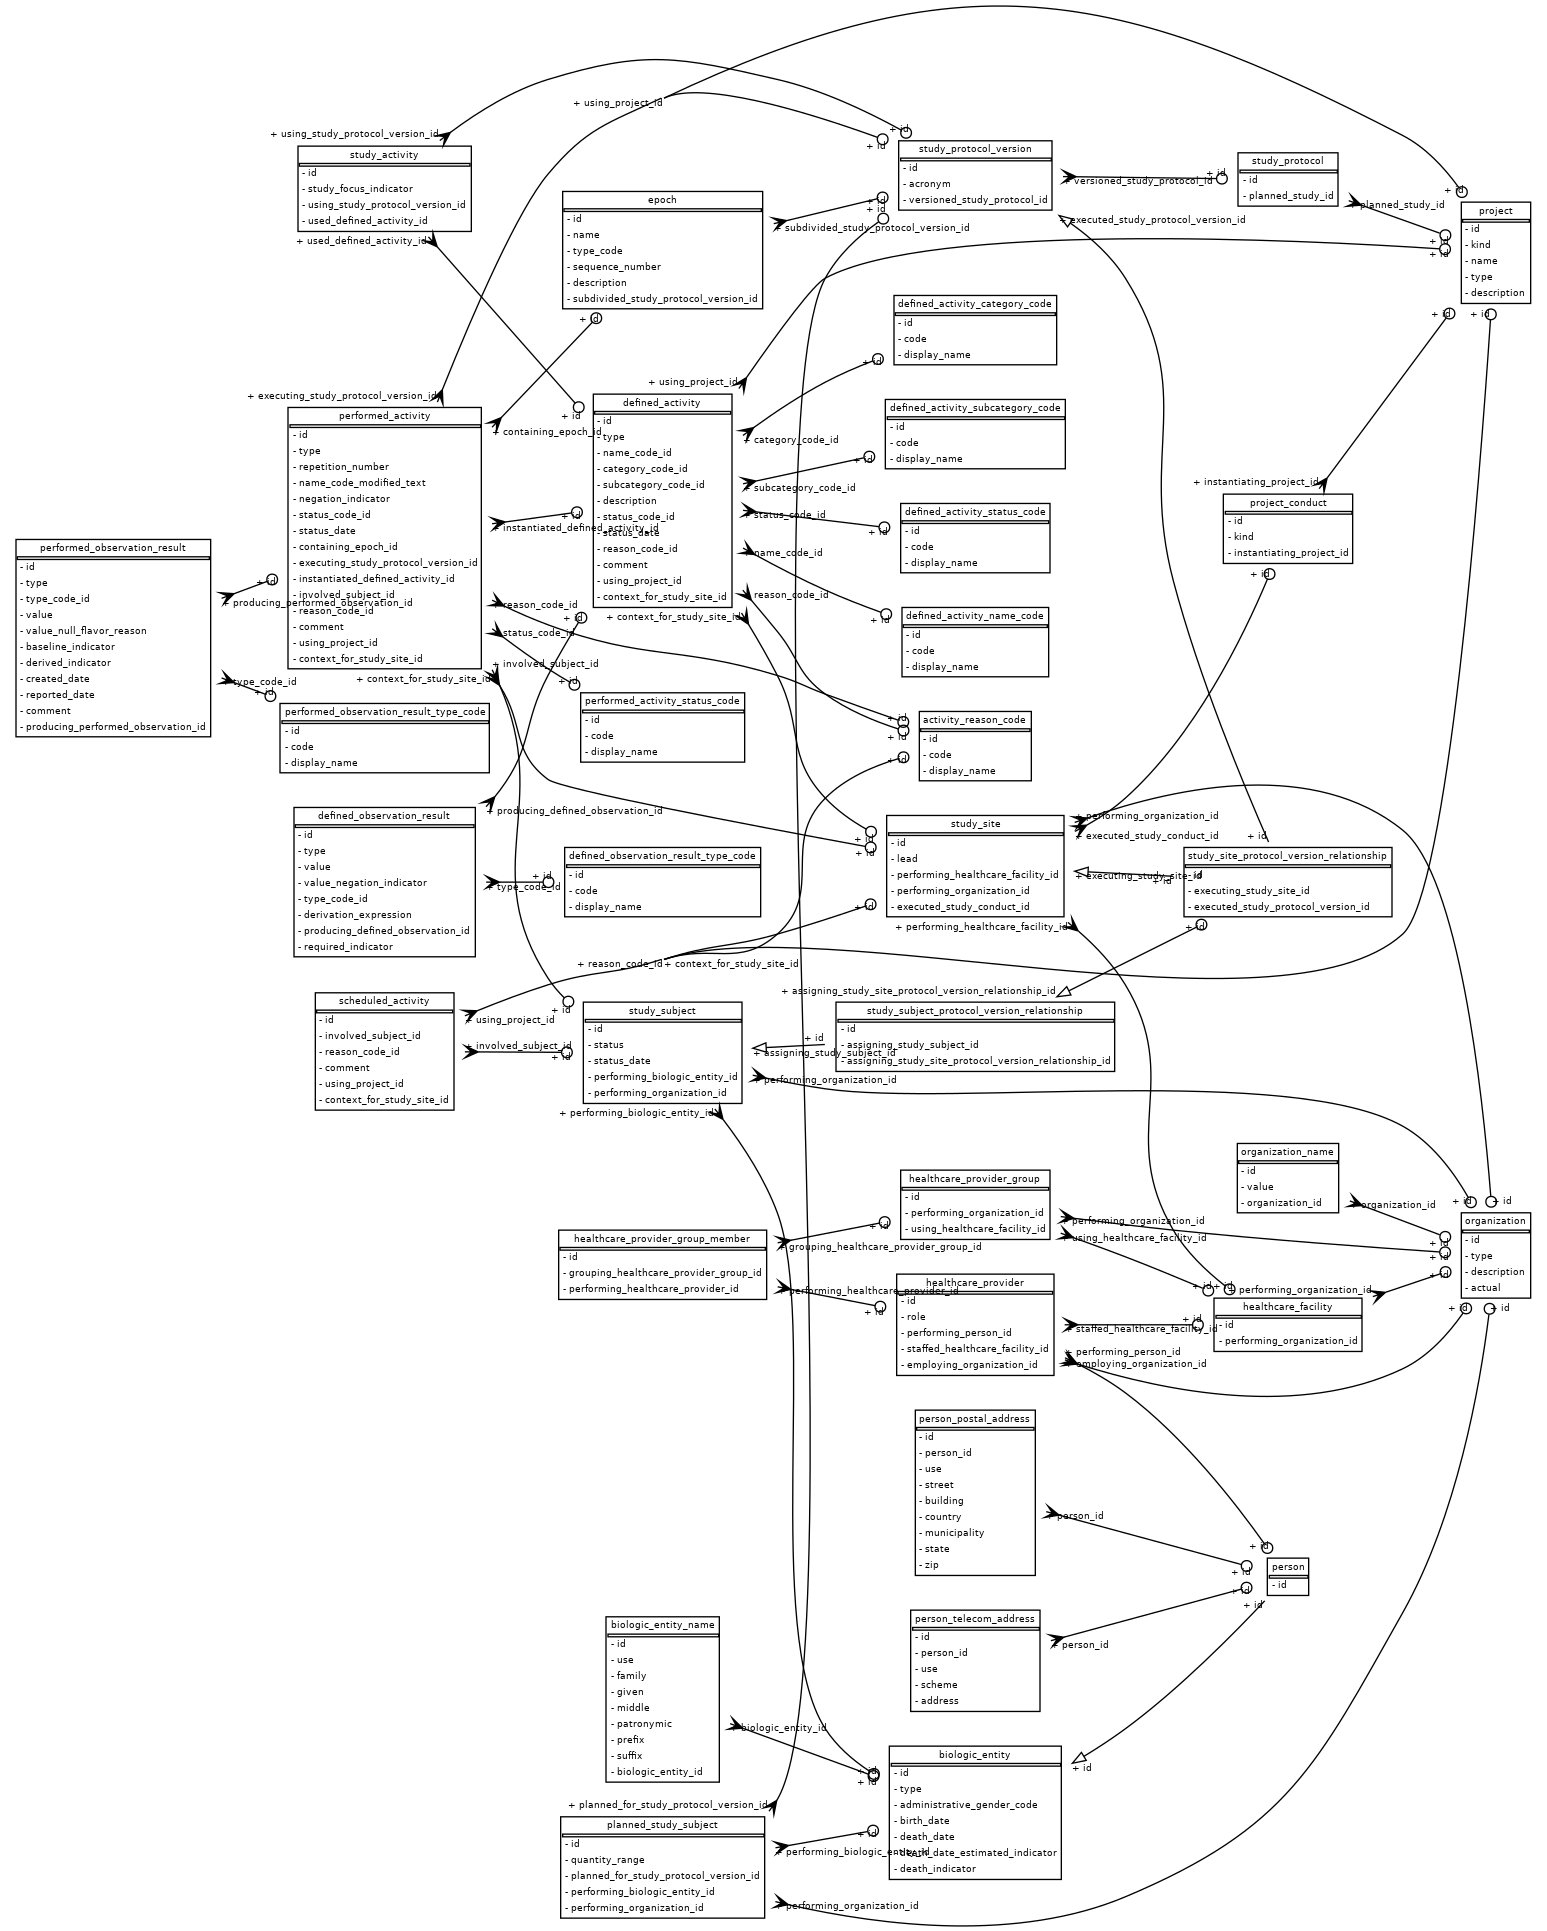 + using_project_id
+ using_study_protocol_version_id
+ id
+ id
study_activity
- id
- study_focus_indicator
- using_study_protocol_version_id
- used_defined_activity_id
+ used_defined_activity_id
study_protocol_version
- id
- acronym
- versioned_study_protocol_id
+ versioned_study_protocol_id
+ id
study_protocol
- id
- planned_study_id
+ planned_study_id
+ id
project
- id
- kind
- name
- type
- description
+ id
+ id
+ id
+ id
epoch
- id
- name
- type_code
- sequence_number
- description
- subdivided_study_protocol_version_id
+ id
+ id
+ subdivided_study_protocol_version_id
+ executed_study_protocol_version_id
+ id
defined_activity_category_code
- id
- code
- display_name
+ id
+ using_project_id
+ executing_study_protocol_version_id
performed_activity
- id
- type
- repetition_number
- name_code_modified_text
- negation_indicator
- status_code_id
- status_date
- containing_epoch_id
- executing_study_protocol_version_id
- instantiated_defined_activity_id
- involved_subject_id
- reason_code_id
- comment
- using_project_id
- context_for_study_site_id
+ containing_epoch_id
+ id
defined_activity
- id
- type
- name_code_id
- category_code_id
- subcategory_code_id
- description
- status_code_id
- status_date
- reason_code_id
- comment
- using_project_id
- context_for_study_site_id
+ category_code_id
defined_activity_subcategory_code
- id
- code
- display_name
+ id
+ subcategory_code_id
+ instantiating_project_id
project_conduct
- id
- kind
- instantiating_project_id
+ id
defined_activity_status_code
- id
- code
- display_name
+ status_code_id
+ id
+ id
+ instantiated_defined_activity_id
performed_observation_result
- id
- type
- type_code_id
- value
- value_null_flavor_reason
- baseline_indicator
- derived_indicator
- created_date
- reported_date
- comment
- producing_performed_observation_id
+ id
+ producing_performed_observation_id
+ name_code_id
+ id
defined_activity_name_code
- id
- code
- display_name
+ reason_code_id
+ reason_code_id
+ id
+ context_for_study_site_id
+ status_code_id
+ involved_subject_id
+ context_for_study_site_id
+ type_code_id
+ id
+ id
performed_observation_result_type_code
- id
- code
- display_name
performed_activity_status_code
- id
- code
- display_name
activity_reason_code
- id
- code
- display_name
+ id
+ id
+ id
defined_observation_result
- id
- type
- value
- value_negation_indicator
- type_code_id
- derivation_expression
- producing_defined_observation_id
- required_indicator
+ producing_defined_observation_id
+ type_code_id
+ id
defined_observation_result_type_code
- id
- code
- display_name
study_site
- id
- lead
- performing_healthcare_facility_id
- performing_organization_id
- executed_study_conduct_id
+ id
+ id
+ id
+ performing_organization_id
+ executed_study_conduct_id
+ id
+ executing_study_site_id
+ id
study_site_protocol_version_relationship
- id
- executing_study_site_id
- executed_study_protocol_version_id
+ id
+ performing_healthcare_facility_id
+ reason_code_id
+ context_for_study_site_id
scheduled_activity
- id
- involved_subject_id
- reason_code_id
- comment
- using_project_id
- context_for_study_site_id
+ using_project_id
+ involved_subject_id
+ id
+ id
study_subject
- id
- status
- status_date
- performing_biologic_entity_id
- performing_organization_id
+ assigning_study_site_protocol_version_relationship_id
study_subject_protocol_version_relationship
- id
- assigning_study_subject_id
- assigning_study_site_protocol_version_relationship_id
+ id
+ assigning_study_subject_id
+ performing_organization_id
+ performing_biologic_entity_id
organization_name
- id
- value
- organization_id
+ organization_id
+ id
+ id
organization
- id
- type
- description
- actual
+ id
+ id
+ id
+ id
+ id
healthcare_provider_group
- id
- performing_organization_id
- using_healthcare_facility_id
+ performing_organization_id
+ using_healthcare_facility_id
healthcare_provider_group_member
- id
- grouping_healthcare_provider_group_id
- performing_healthcare_provider_id
+ id
+ grouping_healthcare_provider_group_id
+ performing_healthcare_provider_id
+ id
healthcare_provider
- id
- role
- performing_person_id
- staffed_healthcare_facility_id
- employing_organization_id
+ id
+ id
+ performing_organization_id
healthcare_facility
- id
- performing_organization_id
+ id
+ staffed_healthcare_facility_id
+ performing_person_id
+ employing_organization_id
person_postal_address
- id
- person_id
- use
- street
- building
- country
- municipality
- state
- zip
+ person_id
+ id
+ id
+ id
+ id
person
- id
person_telecom_address
- id
- person_id
- use
- scheme
- address
+ person_id
biologic_entity_name
- id
- use
- family
- given
- middle
- patronymic
- prefix
- suffix
- biologic_entity_id
+ biologic_entity_id
+ id
+ id
biologic_entity
- id
- type
- administrative_gender_code
- birth_date
- death_date
- death_date_estimated_indicator
- death_indicator
+ id
+ planned_for_study_protocol_version_id
planned_study_subject
- id
- quantity_range
- planned_for_study_protocol_version_id
- performing_biologic_entity_id
- performing_organization_id
+ id
+ performing_biologic_entity_id
+ performing_organization_id